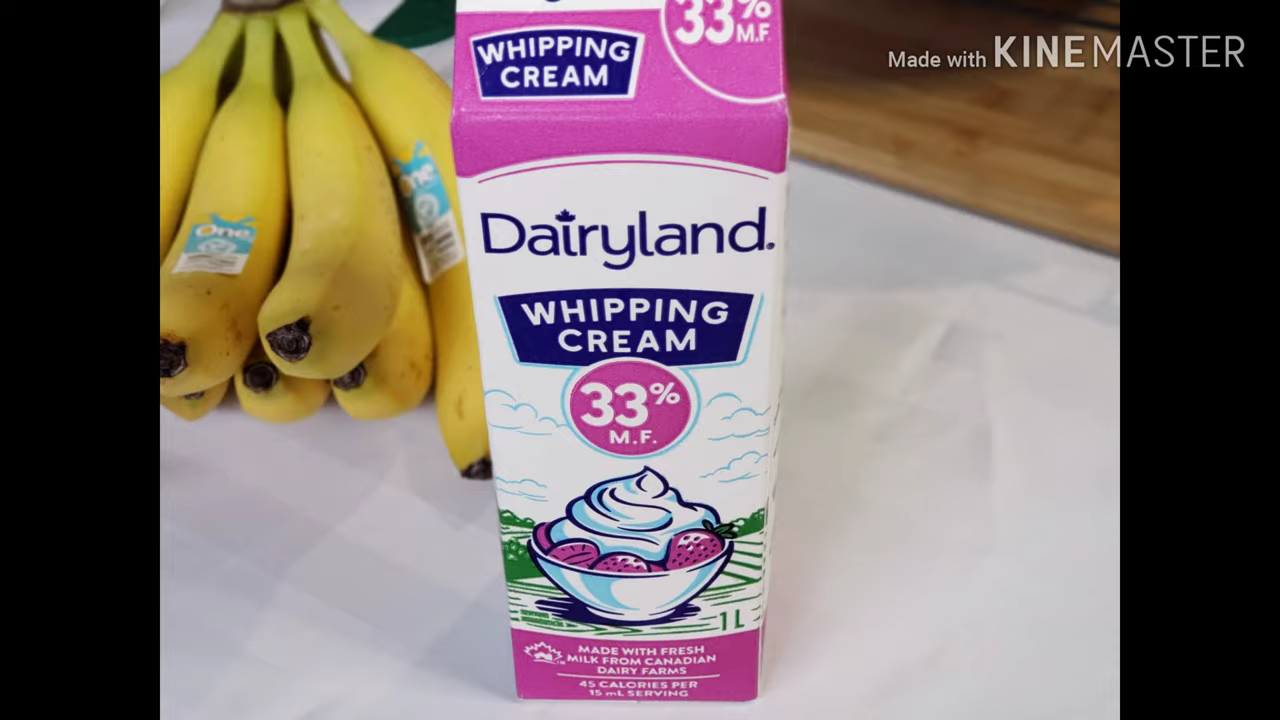 Made with KINEMASTER
33%
M.F.
WHIPPING
CREAM
Dairyland
WHIPPING
CREAM
33%
M.F.
1L
MADE WITH FRESH
MILK FROM CANADIAN
DAIRY FARMS
45 CALORIES PER
15 mL SERVING
One
ne